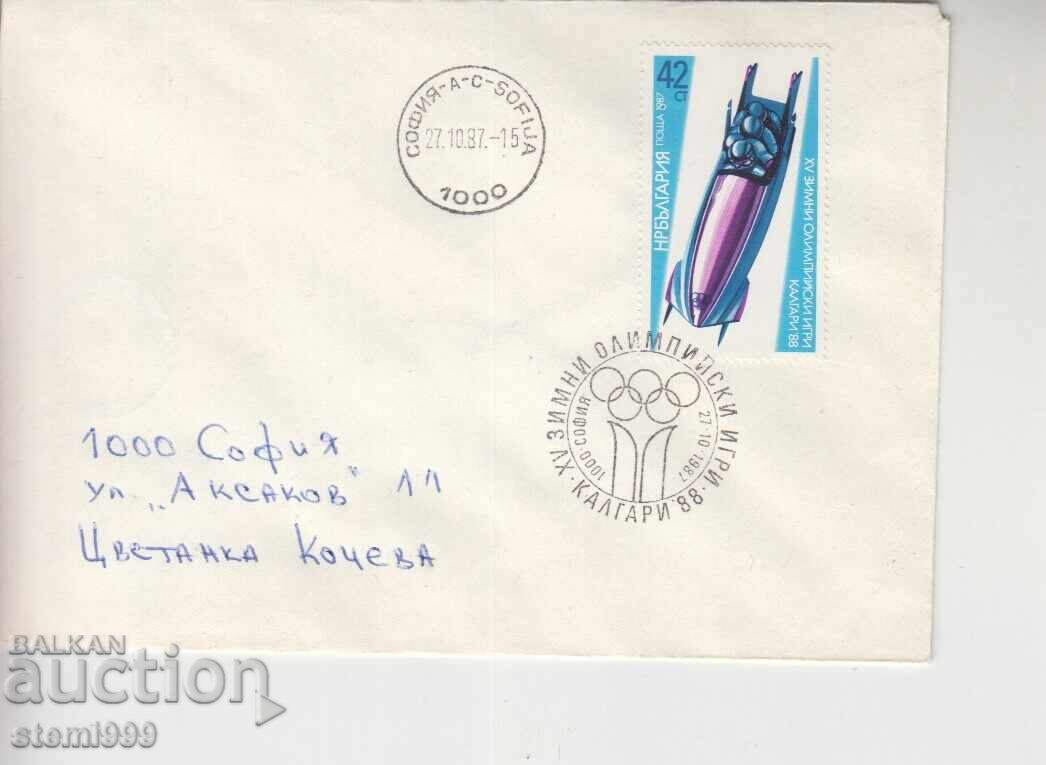 СОФИЯ-А-С-SOFIJA
27.10.87.-15
1000
42
СТ
НРБЪЛГАРИЯ ПОЩА 1987
XV ЗИМНИ ОЛИМПИЙСКИ ИГРИ
КАЛГАРИ '88
XV ЗИМНИ ОЛИМПИЙСКИ ИГРИ · КАЛГАРИ '88 ·
1000·СОФИЯ
27·10·1987
1000 София
ул. „Аксаков" 11
Цветанка Кочева
BALKAN
auction
stemi999